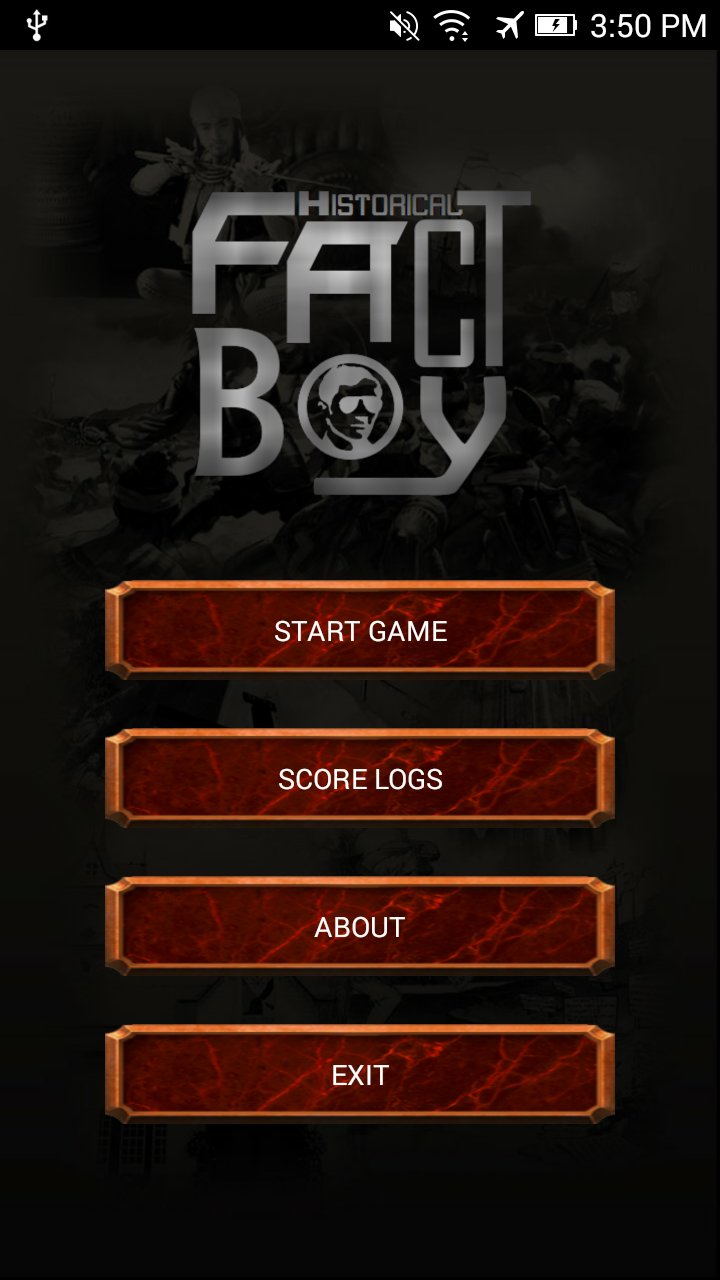 3:50 PM
HISTORICAL
FACT
BOY
START GAME
SCORE LOGS
ABOUT
EXIT